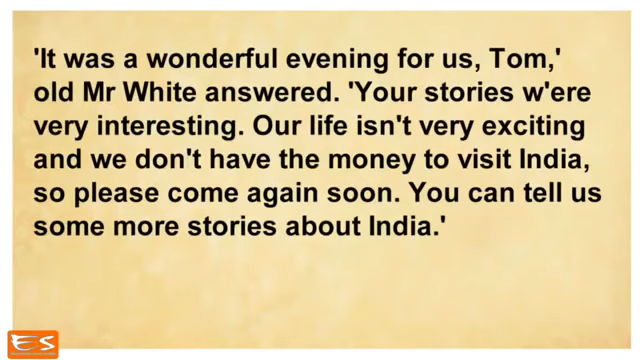 'It was a wonderful evening for us, Tom,'
old Mr White answered. 'Your stories w'ere
very interesting. Our life isn't very exciting
and we don't have the money to visit India,
so please come again soon. You can tell us
some more stories about India.'
ES